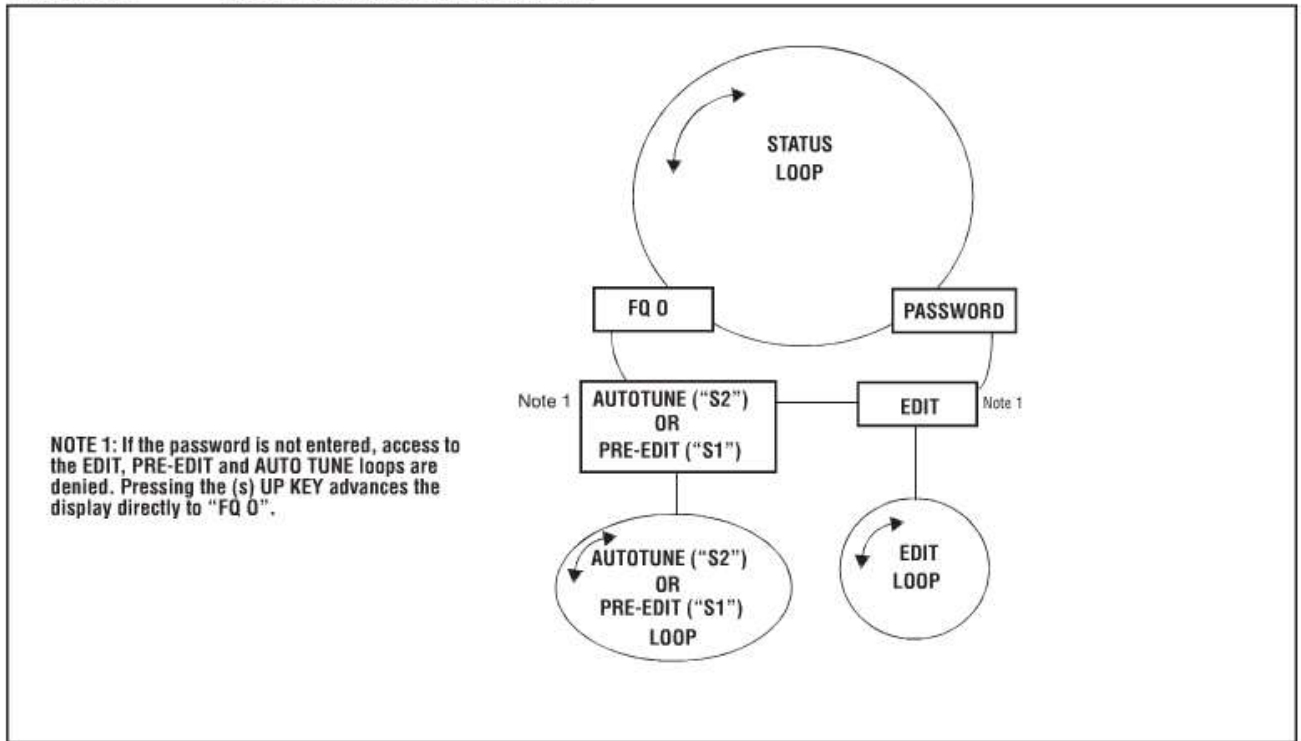 STATUS
LOOP
FQ 0
PASSWORD
Note 1
AUTOTUNE ("S2")
OR
PRE-EDIT ("S1")
EDIT
Note 1
NOTE 1: If the password is not entered, access to
the EDIT, PRE-EDIT and AUTO TUNE loops are
denied. Pressing the (s) UP KEY advances the
display directly to "FQ 0".
AUTOTUNE ("S2")
OR
PRE-EDIT ("S1")
LOOP
EDIT
LOOP